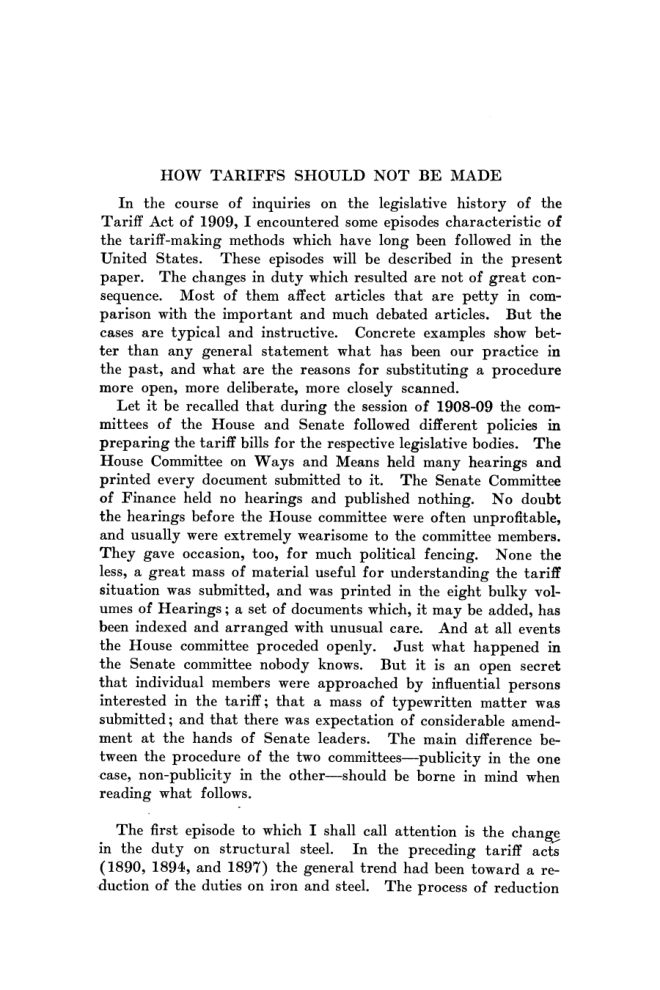 HOW TARIFFS SHOULD NOT BE MADE
In the course of inquiries on the legislative history of the
Tariff Act of 1909, I encountered some episodes characteristic of
the tariff-making methods which have long been followed in the
United States. These episodes will be described in the present
paper. The changes in duty which resulted are not of great con-
sequence. Most of them affect articles that are petty in com-
parison with the important and much debated articles. But the
cases are typical and instructive. Concrete examples show bet-
ter than any general statement what has been our practice in
the past, and what are the reasons for substituting a procedure
more open, more deliberate, more closely scanned.
Let it be recalled that during the session of 1908-09 the com-
mittees of the House and Senate followed different policies in
preparing the tariff bills for the respective legislative bodies. The
House Committee on Ways and Means held many hearings and
printed every document submitted to it. The Senate Committee
of Finance held no hearings and published nothing. No doubt
the hearings before the House committee were often unprofitable,
and usually were extremely wearisome to the committee members.
They gave occasion, too, for much political fencing. None the
less, a great mass of material useful for understanding the tariff
situation was submitted, and was printed in the eight bulky vol-
umes of Hearings; a set of documents which, it may be added, has
been indexed and arranged with unusual care. And at all events
the House committee proceded openly. Just what happened in
the Senate committee nobody knows. But it is an open secret
that individual members were approached by influential persons
interested in the tariff; that a mass of typewritten matter was
submitted; and that there was expectation of considerable amend-
ment at the hands of Senate leaders. The main difference be-
tween the procedure of the two committees—publicity in the one
case, non-publicity in the other—should be borne in mind when
reading what follows.
The first episode to which I shall call attention is the change
in the duty on structural steel. In the preceding tariff acts
(1890, 1894, and 1897) the general trend had been toward a re-
duction of the duties on iron and steel. The process of reduction